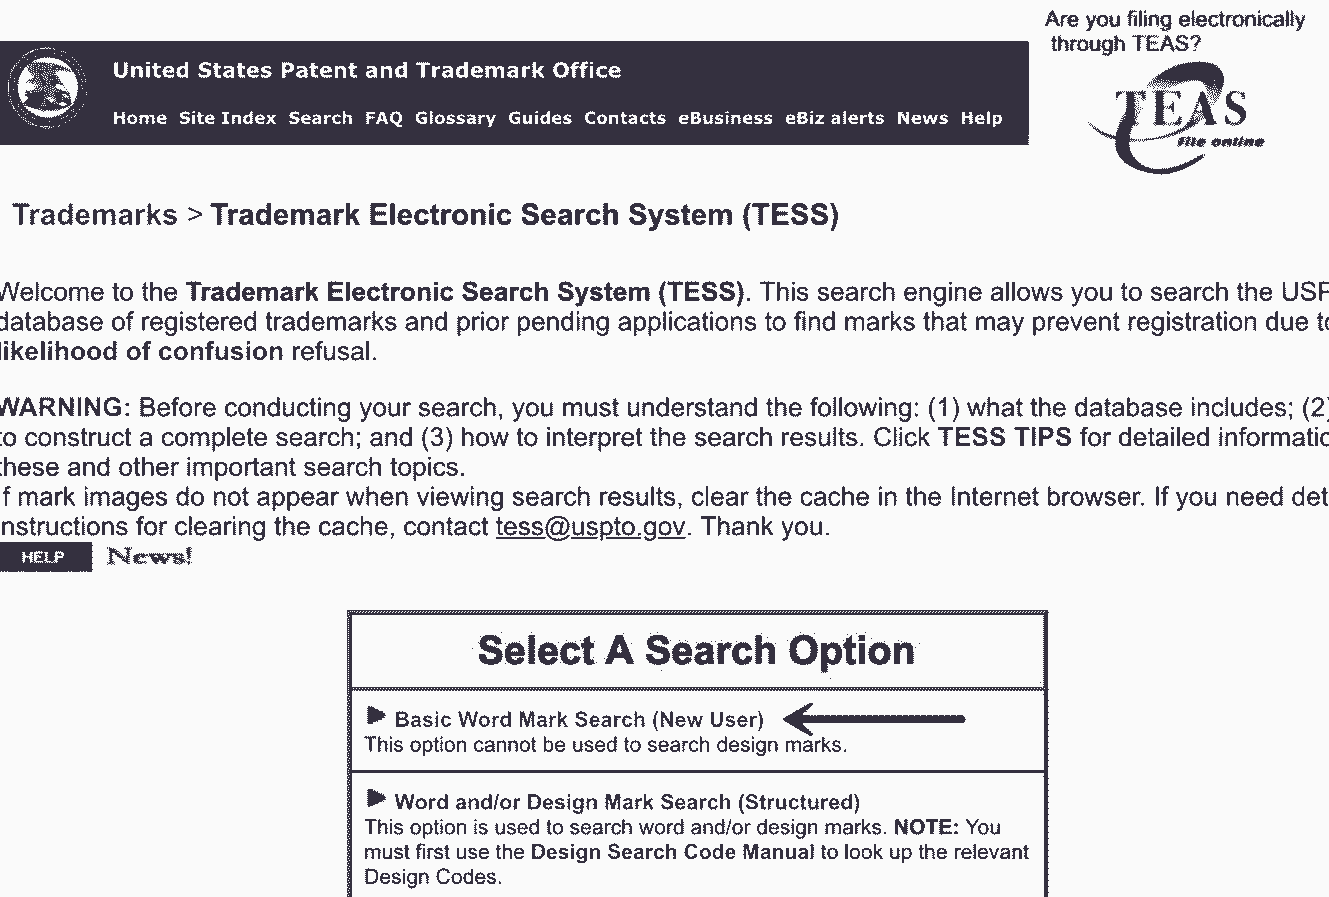 Are you filing electronically
through TEAS?
United States Patent and Trademark Office
Home Site Index Search FAQ Glossary Guides Contacts eBusiness eBiz alerts News Help
TEAS
File online
Trademarks > Trademark Electronic Search System (TESS)
Welcome to the Trademark Electronic Search System (TESS). This search engine allows you to search the USP
database of registered trademarks and prior pending applications to find marks that may prevent registration due to
likelihood of confusion refusal.
WARNING: Before conducting your search, you must understand the following: (1) what the database includes; (2)
to construct a complete search; and (3) how to interpret the search results. Click TESS TIPS for detailed informatio
these and other important search topics.
If mark images do not appear when viewing search results, clear the cache in the Internet browser. If you need det
instructions for clearing the cache, contact tess@uspto.gov. Thank you.
HELP News!
Select A Search Option
Basic Word Mark Search (New User)
This option cannot be used to search design marks.
Word and/or Design Mark Search (Structured)
This option is used to search word and/or design marks. NOTE: You
must first use the Design Search Code Manual to look up the relevant
Design Codes.